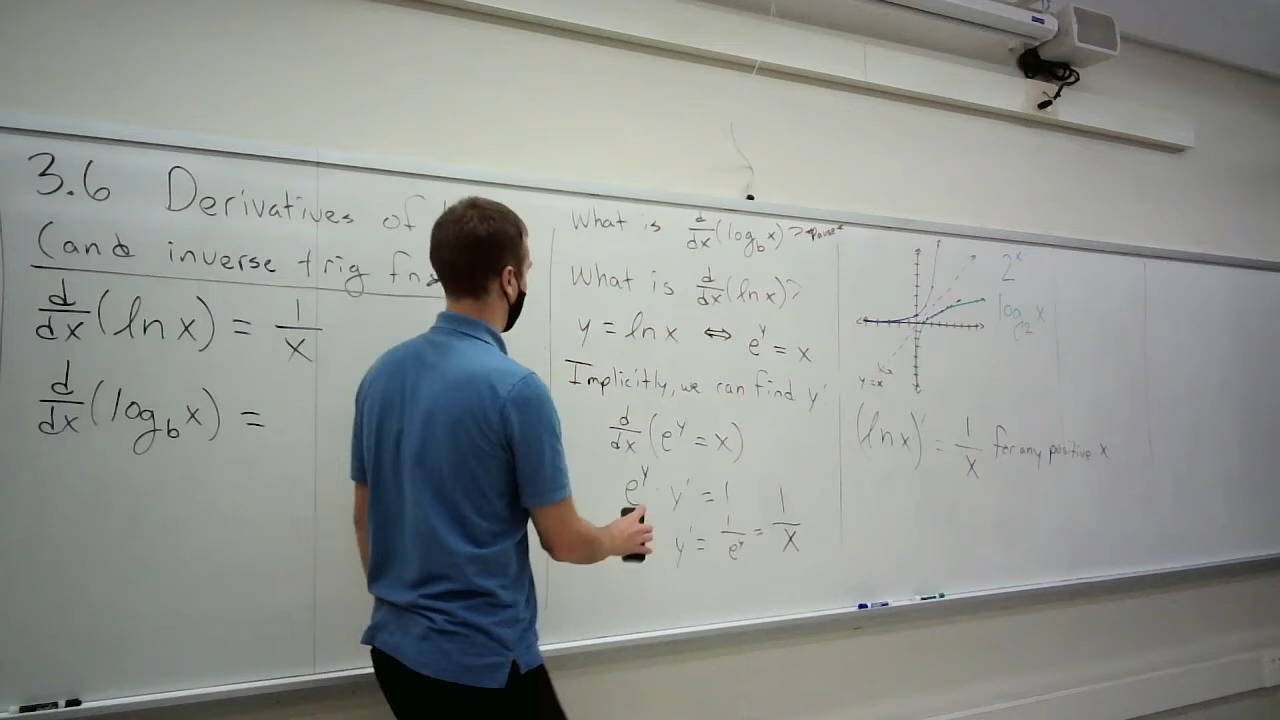 3.6 Derivatives of
(and inverse trig fns
d/dx (ln x) = 1/x
d/dx (log_b x) =
What is d/dx (log_b x)?
What is d/dx (ln x)?
y = ln x ⇔ e^y = x
Implicitly, we can find y'
d/dx (e^y = x)
e^y · y' = 1
y' = 1/e^y = 1/x
2^x
log_2 x
y=x
(ln x)' = 1/x for any positive x